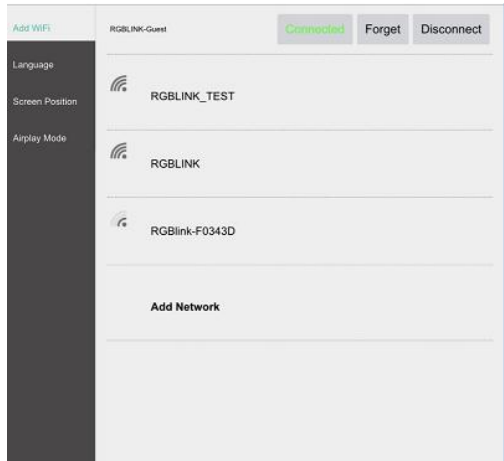 Add WiFi
Language
Screen Position
Airplay Mode
RGBLINK-Guest
Connected
Forget
Disconnect
RGBLINK_TEST
RGBLINK
RGBlink-F0343D
Add Network